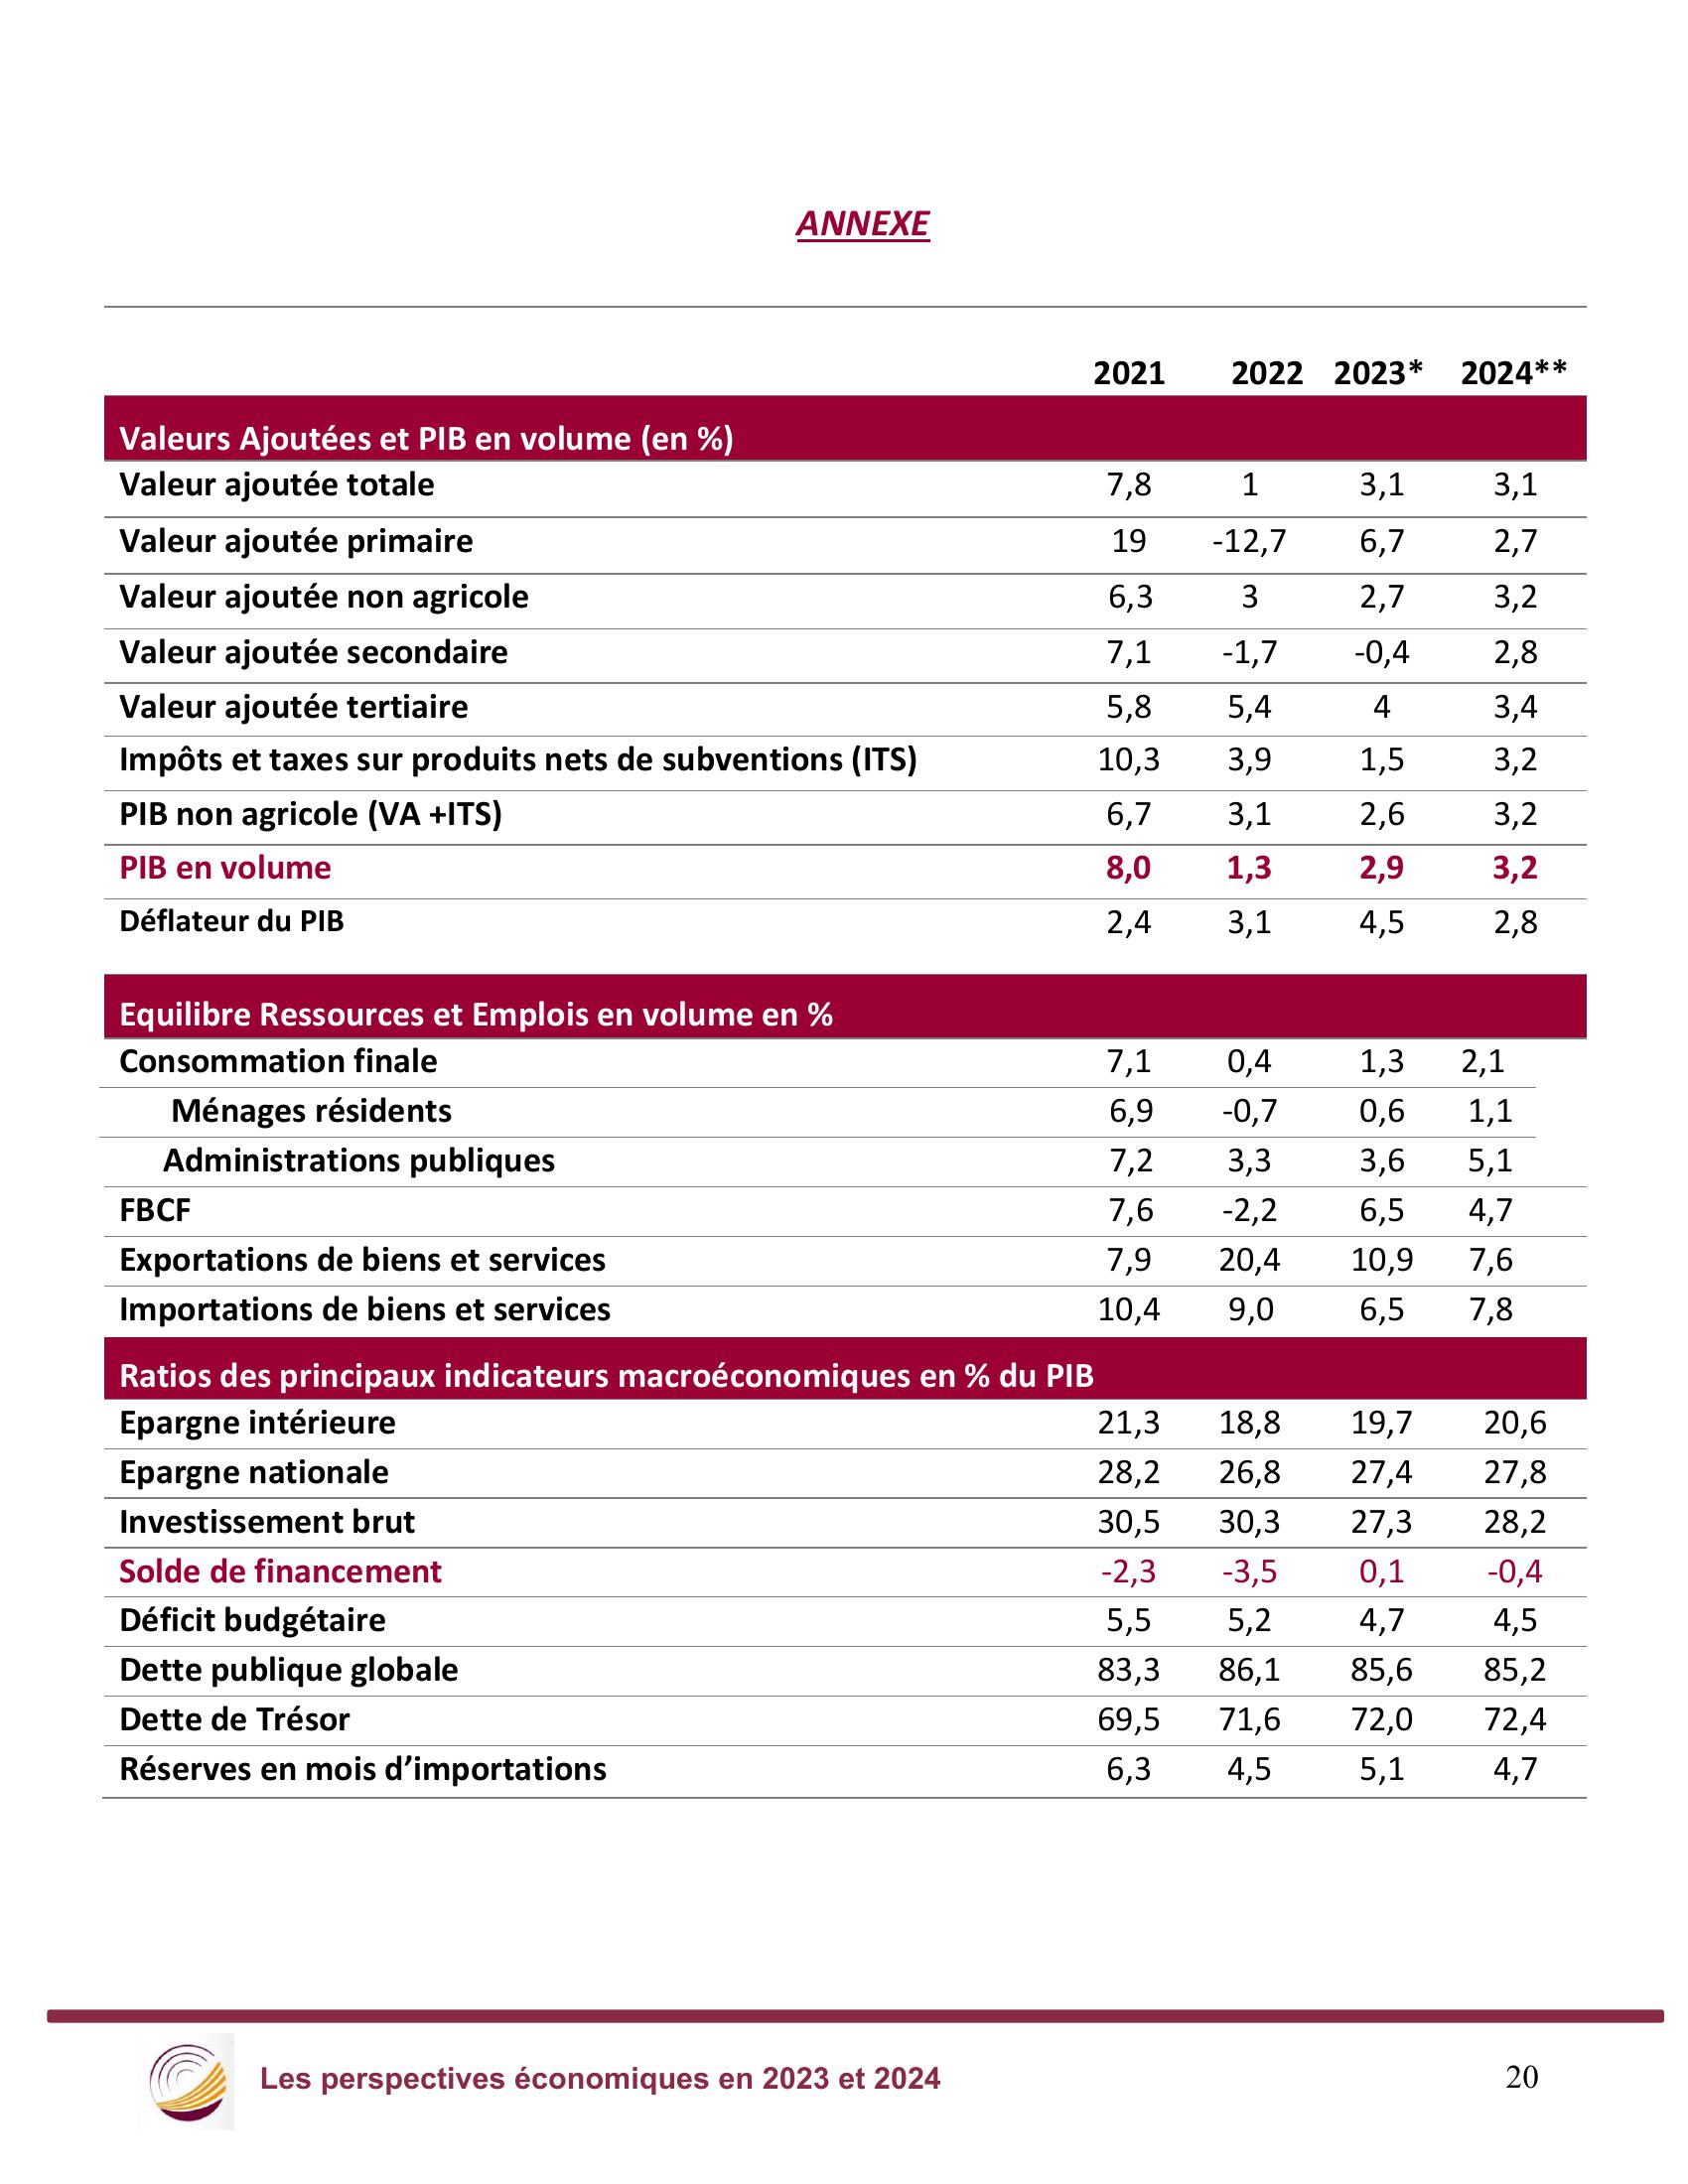 ANNEXE
2021 2022 2023* 2024**
Valeurs Ajoutées et PIB en volume (en %)
Valeur ajoutée totale 7,8 1 3,1 3,1
Valeur ajoutée primaire 19 -12,7 6,7 2,7
Valeur ajoutée non agricole 6,3 3 2,7 3,2
Valeur ajoutée secondaire 7,1 -1,7 -0,4 2,8
Valeur ajoutée tertiaire 5,8 5,4 4 3,4
Impôts et taxes sur produits nets de subventions (ITS) 10,3 3,9 1,5 3,2
PIB non agricole (VA +ITS) 6,7 3,1 2,6 3,2
PIB en volume 8,0 1,3 2,9 3,2
Déflateur du PIB 2,4 3,1 4,5 2,8
Equilibre Ressources et Emplois en volume en %
Consommation finale 7,1 0,4 1,3 2,1
Ménages résidents 6,9 -0,7 0,6 1,1
Administrations publiques 7,2 3,3 3,6 5,1
FBCF 7,6 -2,2 6,5 4,7
Exportations de biens et services 7,9 20,4 10,9 7,6
Importations de biens et services 10,4 9,0 6,5 7,8
Ratios des principaux indicateurs macroéconomiques en % du PIB
Epargne intérieure 21,3 18,8 19,7 20,6
Epargne nationale 28,2 26,8 27,4 27,8
Investissement brut 30,5 30,3 27,3 28,2
Solde de financement -2,3 -3,5 0,1 -0,4
Déficit budgétaire 5,5 5,2 4,7 4,5
Dette publique globale 83,3 86,1 85,6 85,2
Dette de Trésor 69,5 71,6 72,0 72,4
Réserves en mois d’importations 6,3 4,5 5,1 4,7
Les perspectives économiques en 2023 et 2024 20